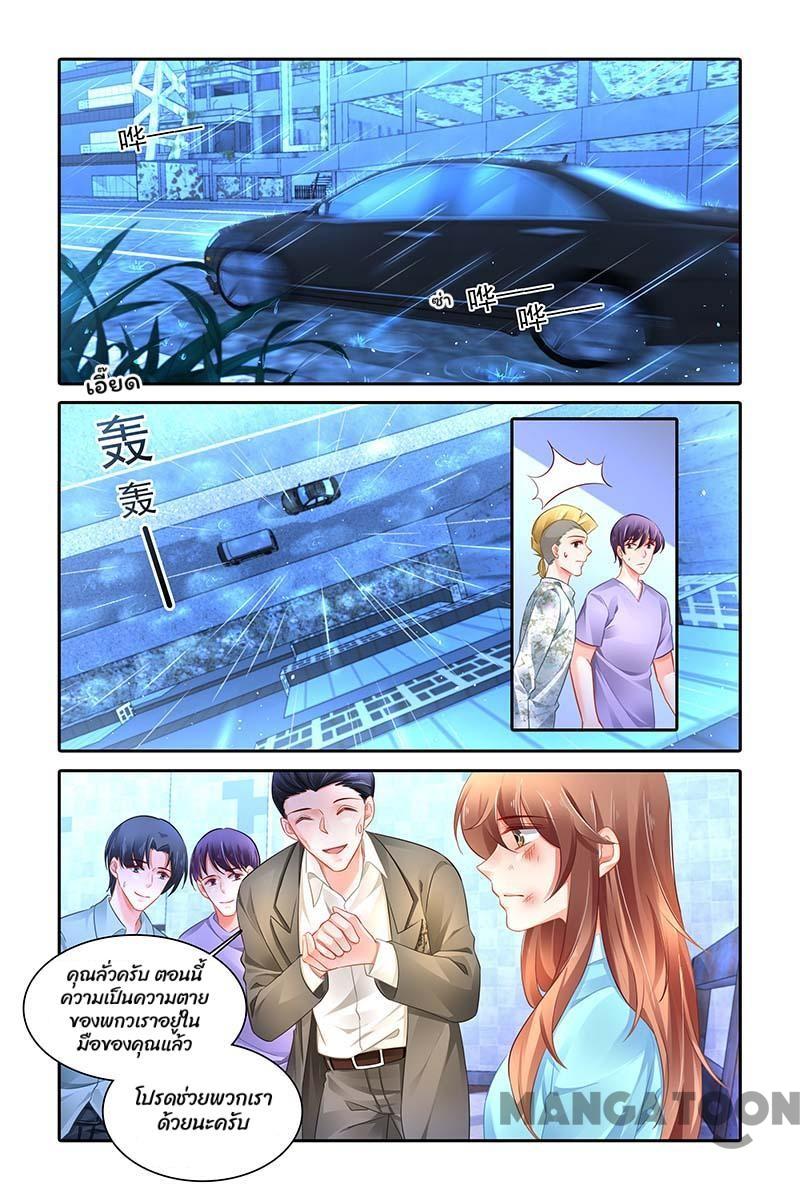 哗——
ซ่า
哗——
哗——
เอี๊ยด
轰
轰
คุณลั่วครับ ตอนนี้
ความเป็นความตาย
ของพกวเราอยู่ใน
มือของคุณแล้ว
โปรดช่วยพวกเรา
ด้วยนะครับ
MANGATOON